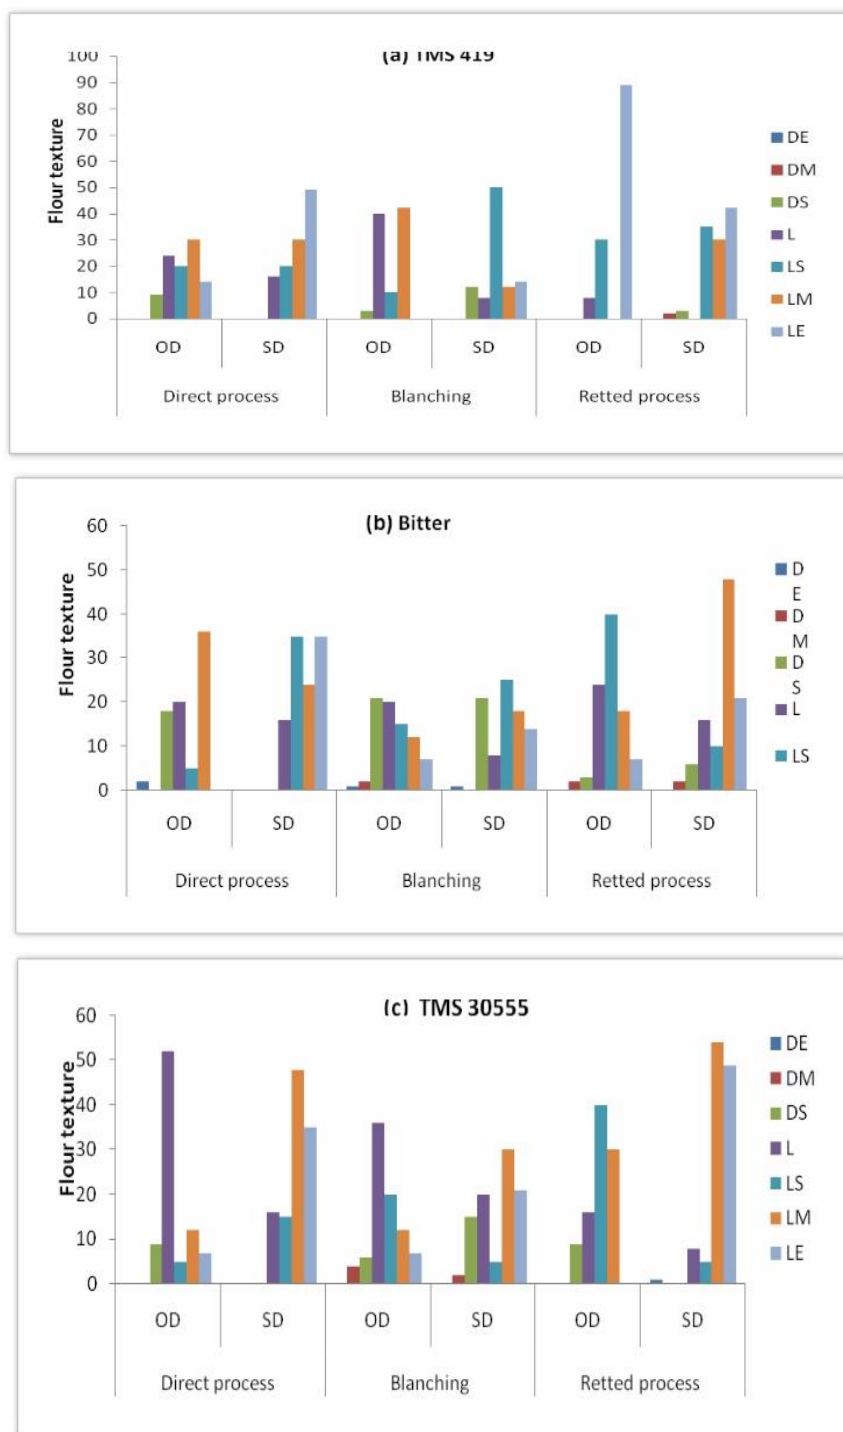 (a) TMS 419
100
90
80
70
60
50
40
30
20
10
0
Flour texture
OD SD OD SD OD SD
Direct process Blanching Retted process
DE
DM
DS
L
LS
LM
LE
(b) Bitter
60
50
40
30
20
10
0
Flour texture
OD SD OD SD OD SD
Direct process Blanching Retted process
D
E
D
M
D
S
L
LS
(c) TMS 30555
60
50
40
30
20
10
0
Flour texture
OD SD OD SD OD SD
Direct process Blanching Retted process
DE
DM
DS
L
LS
LM
LE